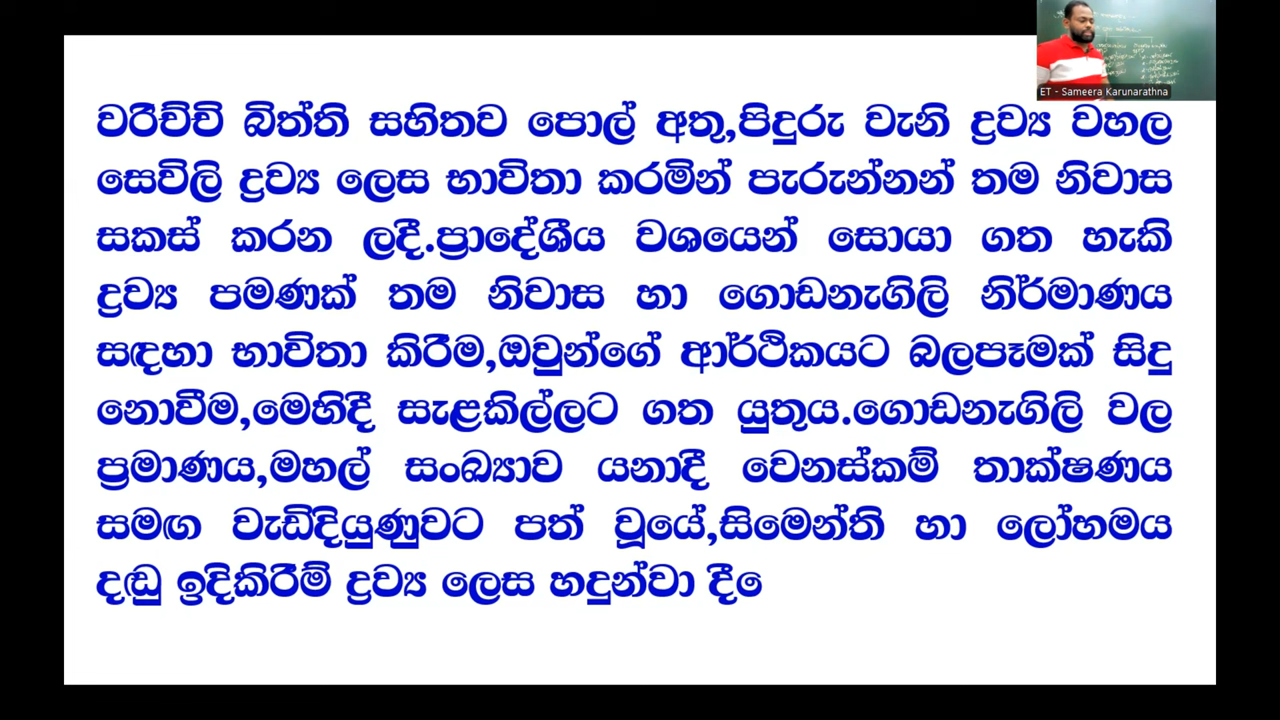 ET - Sameera Karunarathna
වරිච්චි බිත්ති සහිතව පොල් අතු,පිදුරු වැනි ද්‍රව්‍ය වහල
සෙවිලි ද්‍රව්‍ය ලෙස භාවිතා කරමින් පැරුන්නන් තම නිවාස
සකස් කරන ලදී.ප්‍රාදේශීය වශයෙන් සොයා ගත හැකි
ද්‍රව්‍ය පමණක් තම නිවාස හා ගොඩනැගිලි නිර්මාණය
සඳහා භාවිතා කිරීම,ඔවුන්ගේ ආර්ථිකයට බලපෑමක් සිදු
නොවීම,මෙහිදී සැළකිල්ලට ගත යුතුය.ගොඩනැගිලි වල
ප්‍රමාණය,මහල් සංඛ්‍යාව යනාදී වෙනස්කම් තාක්ෂණය
සමඟ වැඩිදියුණුවට පත් වූයේ,සිමෙන්ති හා ලෝහමය
දඬු ඉදිකිරීම් ද්‍රව්‍ය ලෙස හඳුන්වා දීමෙ